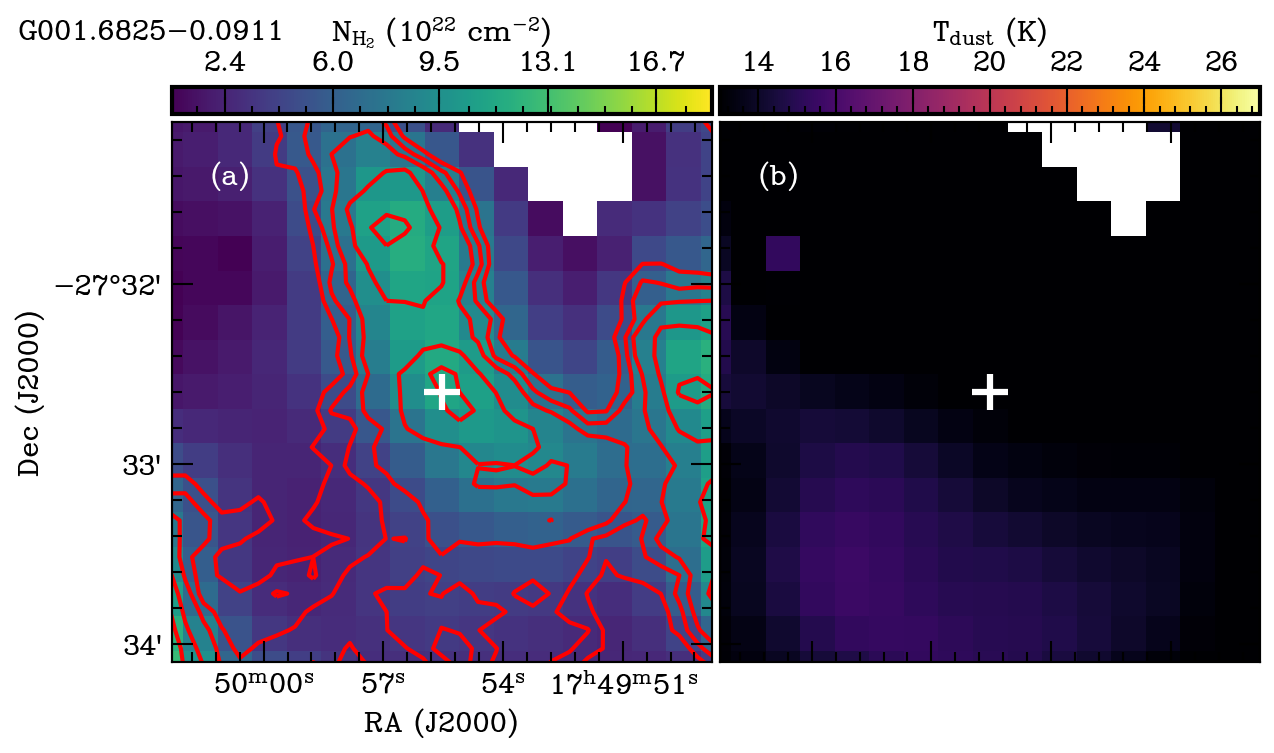 G001.6825−0.0911 N_H₂ (10²² cm⁻²) T_dust (K)
2.4 6.0 9.5 13.1 16.7 14 16 18 20 22 24 26
(a) (b)
−27°32'
33'
34'
Dec (J2000)
50ᵐ00ˢ 57ˢ 54ˢ 17ʰ49ᵐ51ˢ
RA (J2000)